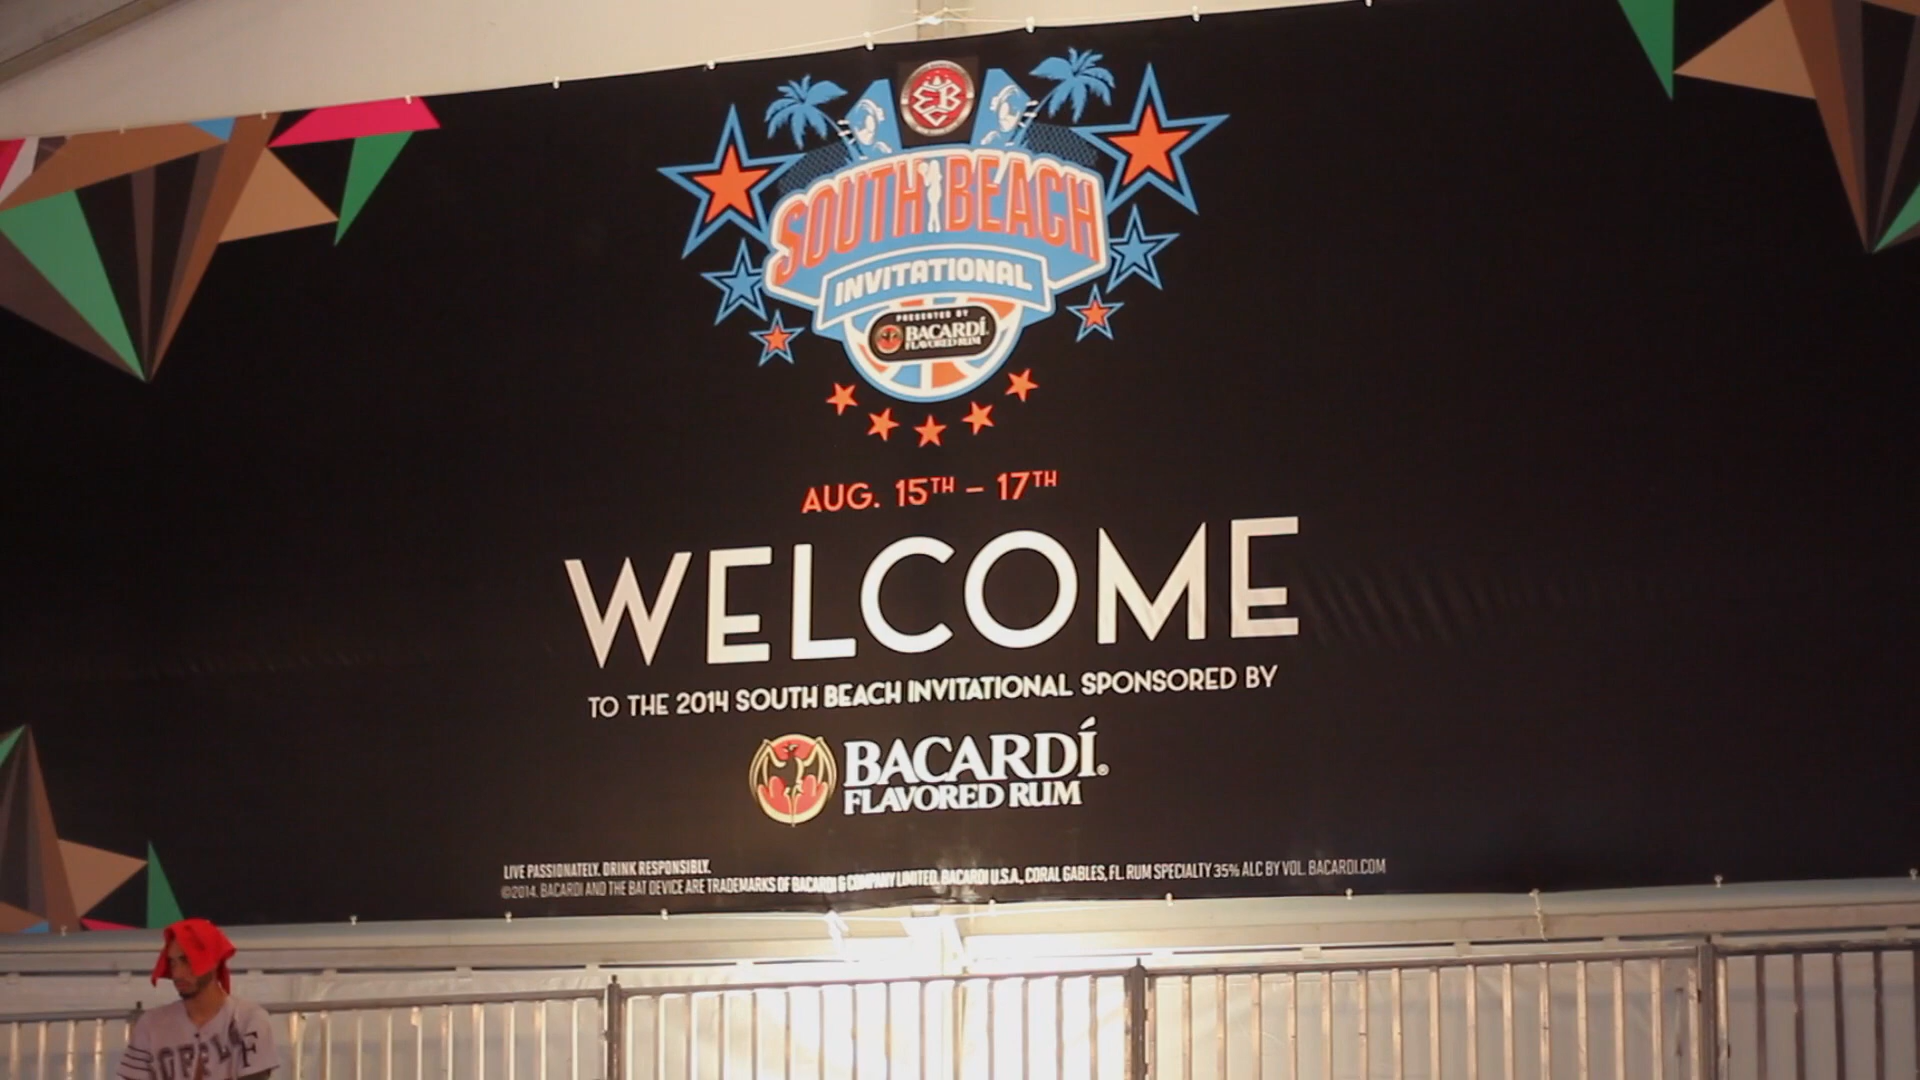 EB
SOUTH BEACH
INVITATIONAL
PRESENTED BY
BACARDÍ
FLAVORED RUM
AUG. 15TH – 17TH
WELCOME
TO THE 2014 SOUTH BEACH INVITATIONAL SPONSORED BY
BACARDÍ®
FLAVORED RUM
LIVE PASSIONATELY. DRINK RESPONSIBLY.
©2014. BACARDI AND THE BAT DEVICE ARE TRADEMARKS OF BACARDI & COMPANY LIMITED. BACARDI U.S.A., CORAL GABLES, FL. RUM SPECIALTY 35% ALC BY VOL. BACARDI.COM